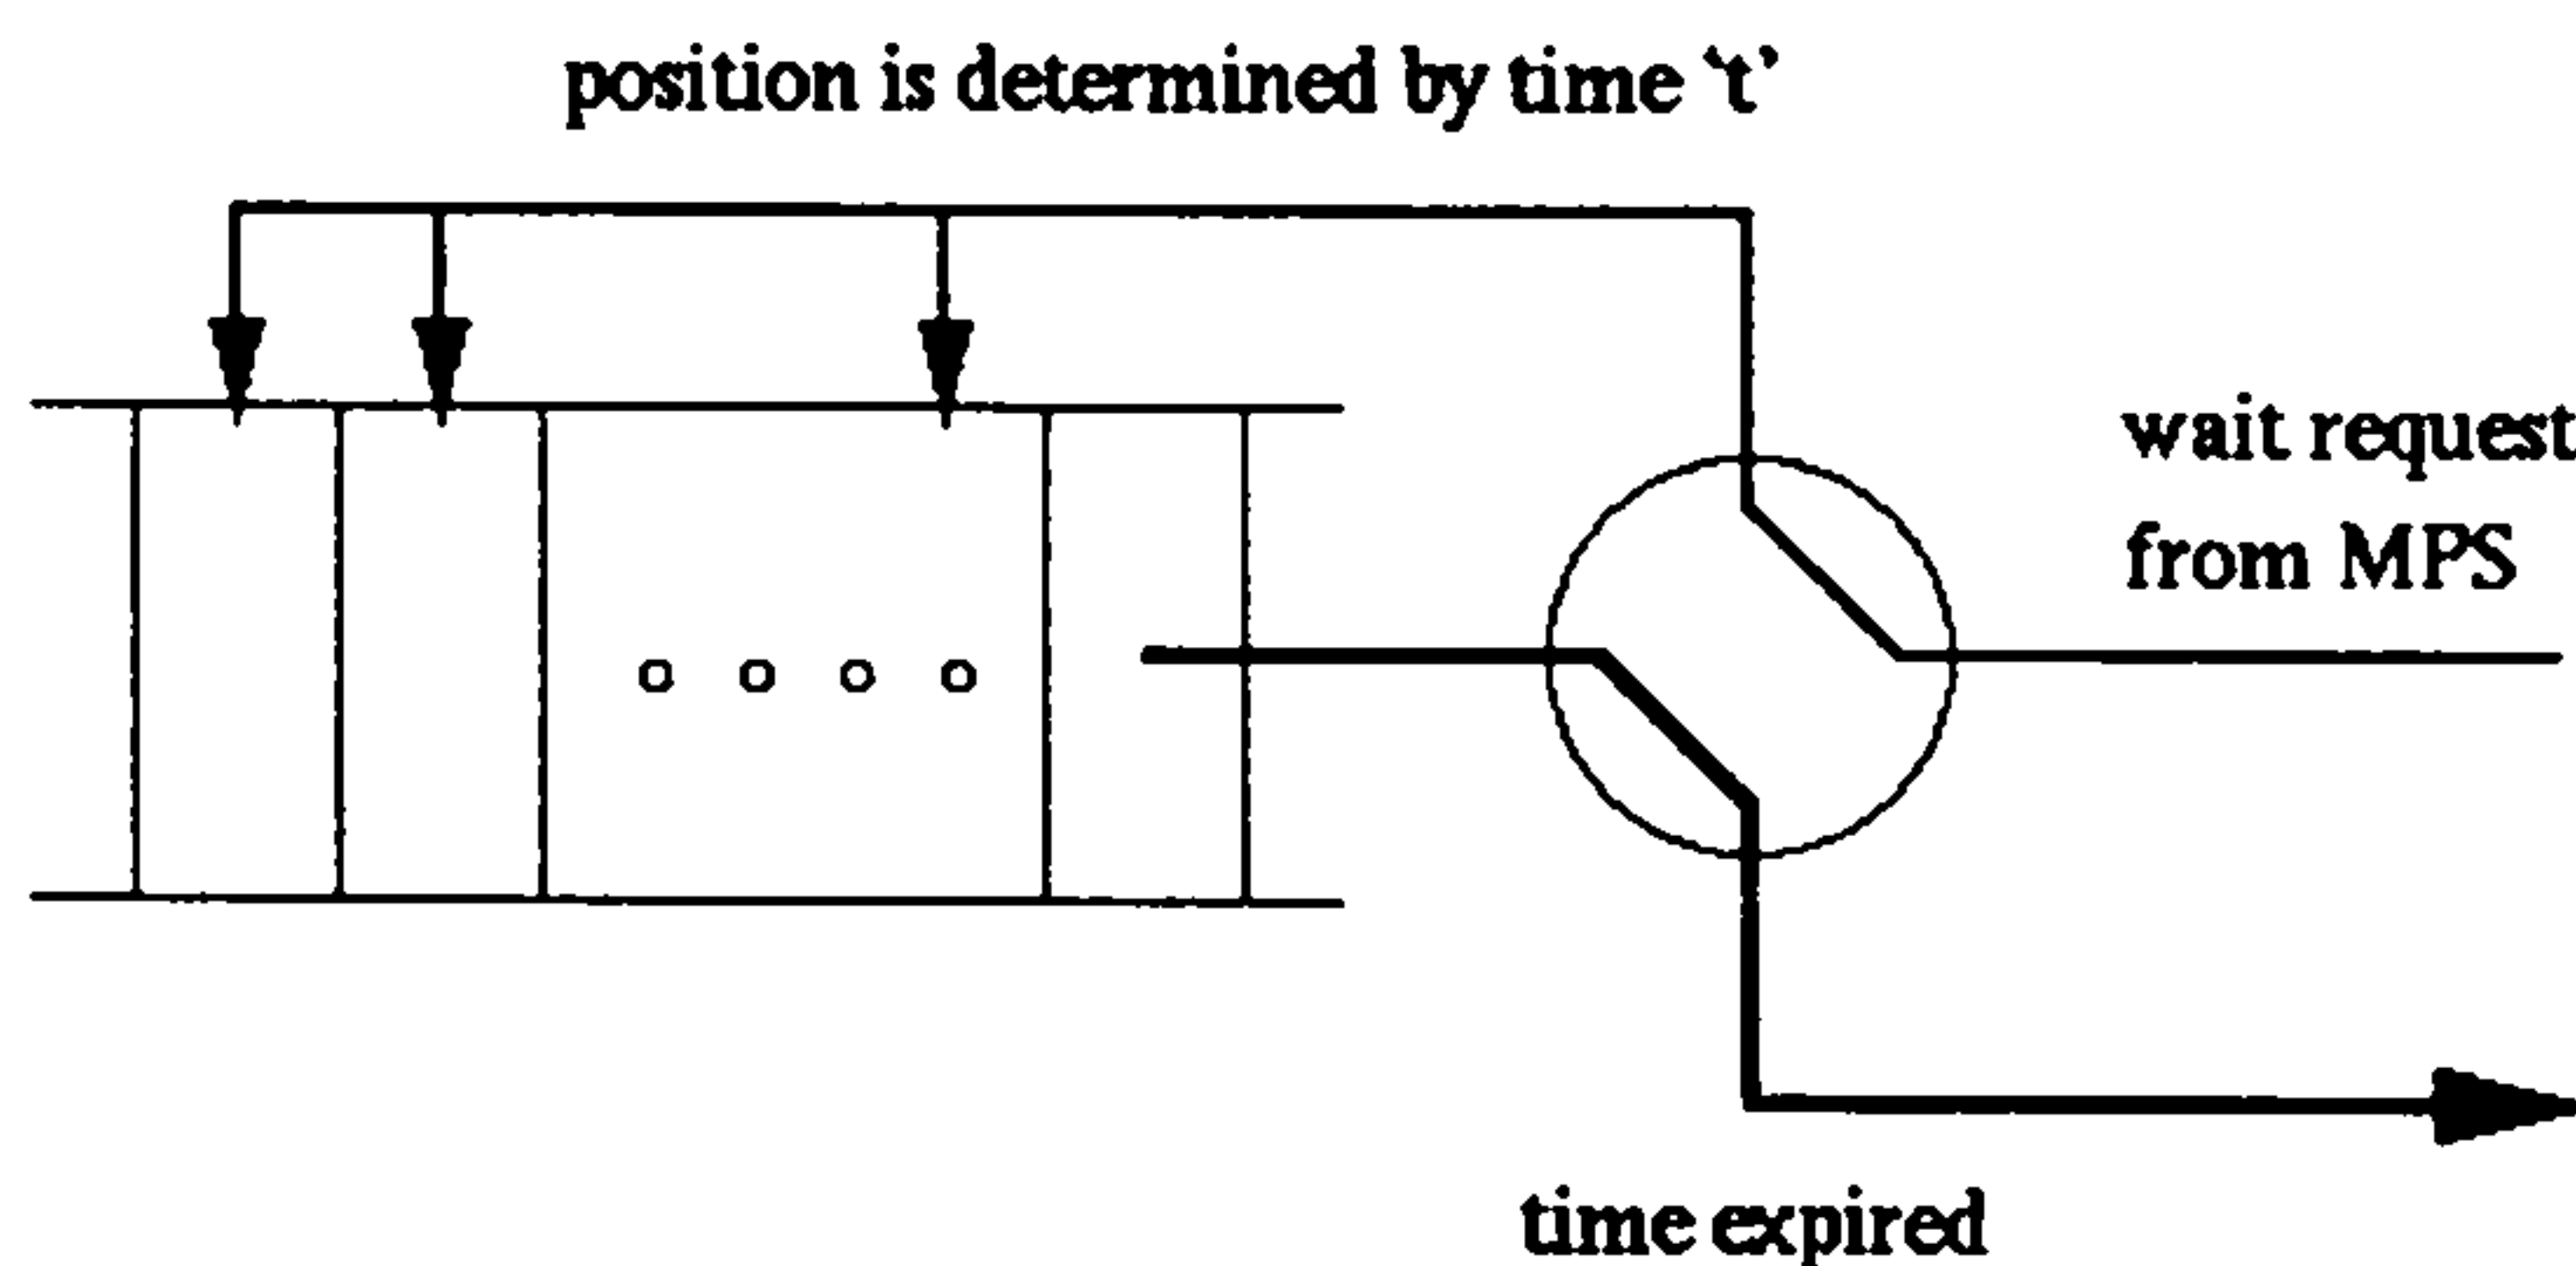 position is determined by time ‘t’
wait request
from MPS
time expired